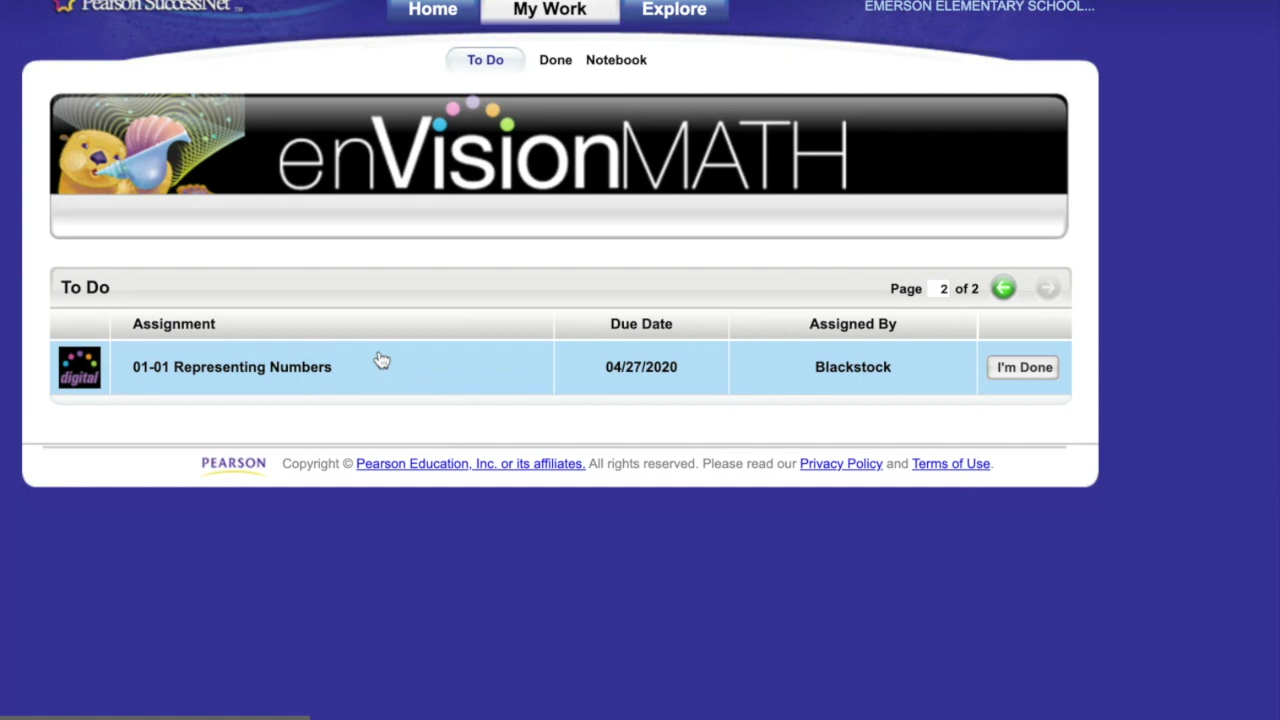 Pearson SuccessNet™
Home My Work Explore
EMERSON ELEMENTARY SCHOOL...
To Do Done Notebook
enVisionMATH
To Do Page 2 of 2
Assignment Due Date Assigned By
digital 01-01 Representing Numbers 04/27/2020 Blackstock I'm Done
PEARSON Copyright © Pearson Education, Inc. or its affiliates. All rights reserved. Please read our Privacy Policy and Terms of Use.